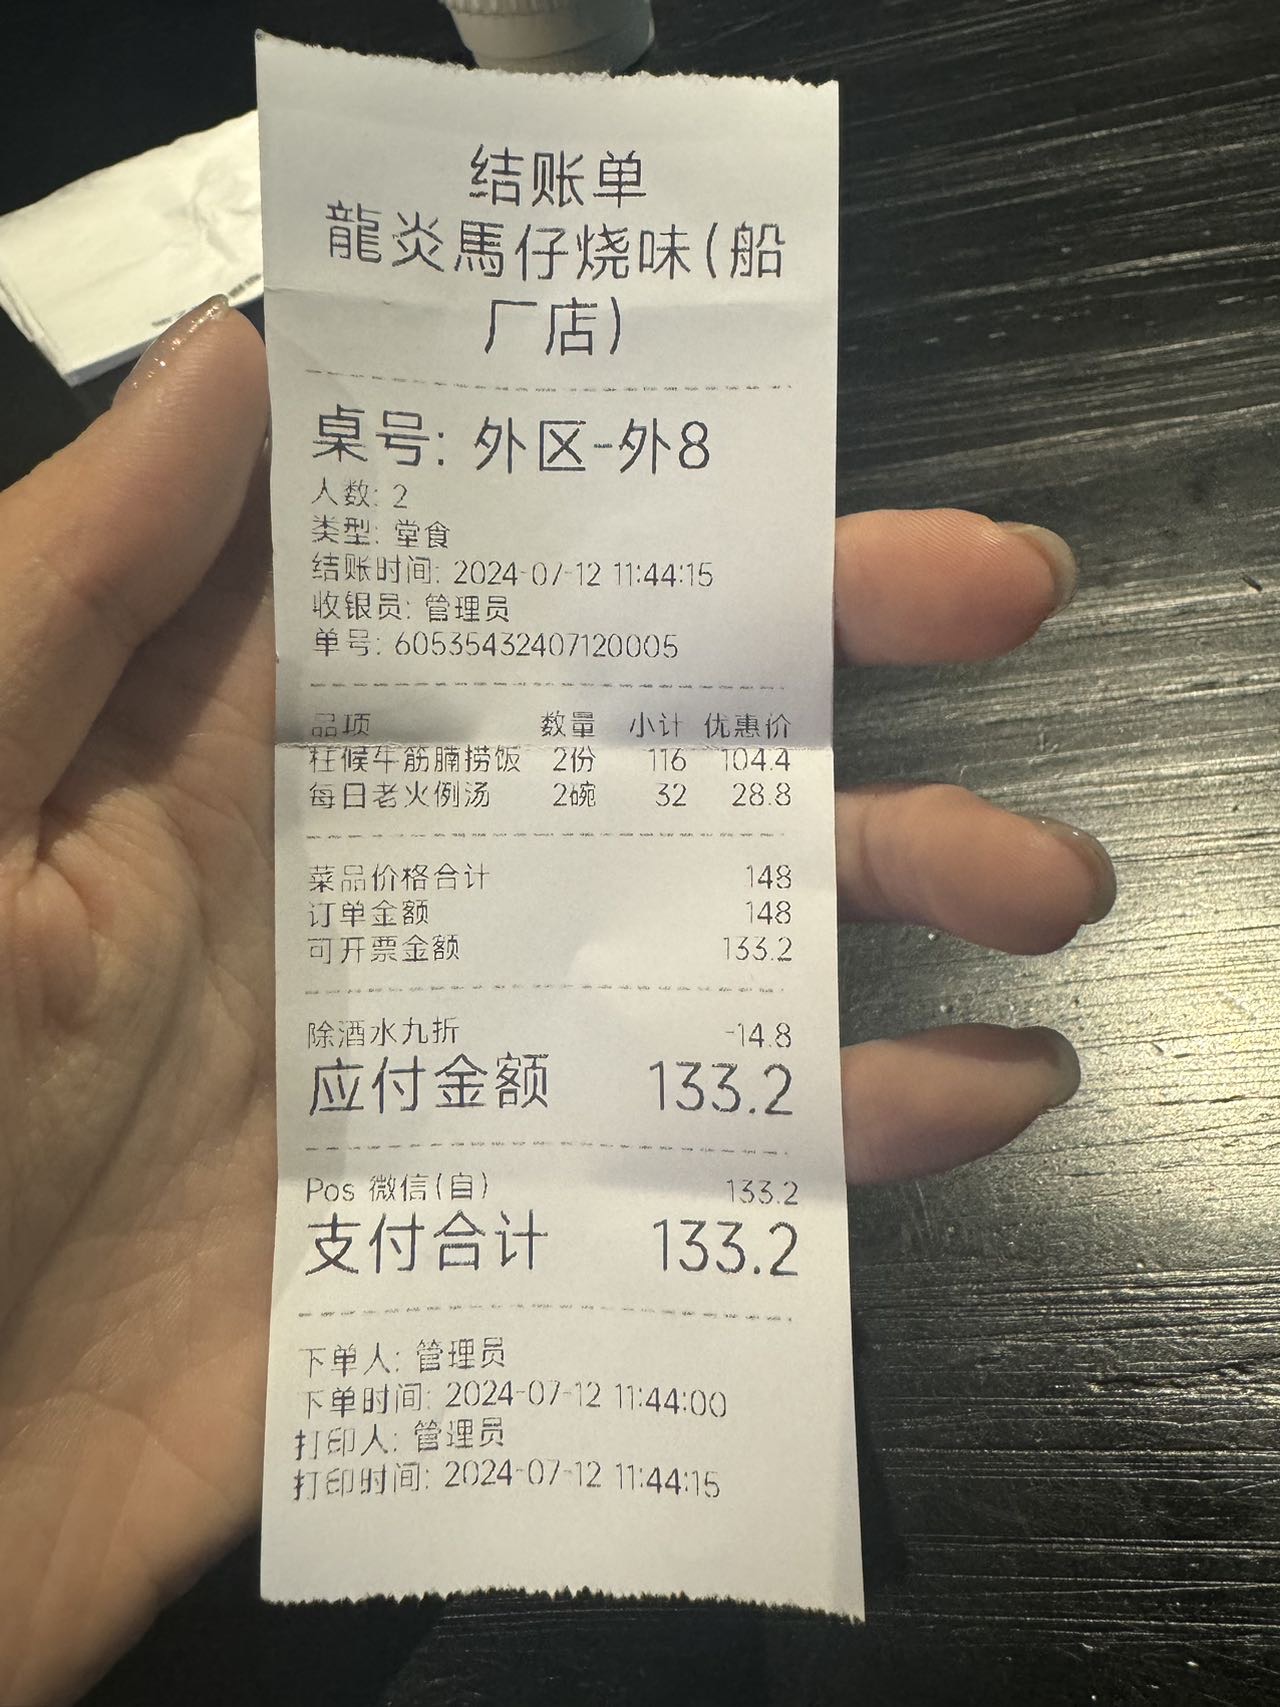 结账单
龍炎馬仔烧味(船
厂店)
桌号: 外区-外8
人数: 2
类型: 堂食
结账时间: 2024-07-12 11:44:15
收银员: 管理员
单号: 60535432407120005
品项 数量 小计 优惠价
柱候牛筋腩捞饭 2份 116 104.4
每日老火例汤 2碗 32 28.8
菜品价格合计 148
订单金额 148
可开票金额 133.2
除酒水九折 -14.8
应付金额 133.2
Pos 微信(自) 133.2
支付合计 133.2
下单人: 管理员
下单时间: 2024-07-12 11:44:00
打印人: 管理员
打印时间: 2024-07-12 11:44:15